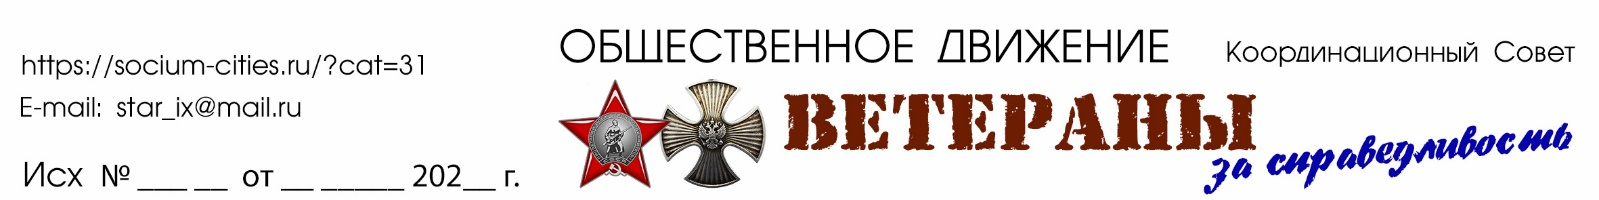 https://socium-cities.ru/?cat=31
E-mail: star_ix@mail.ru
Исх № ___ __ от __ _____ 202__ г.
ОБЩЕСТВЕННОЕ ДВИЖЕНИЕ
ВЕТЕРАНЫ
за справедливость
Координационный Совет